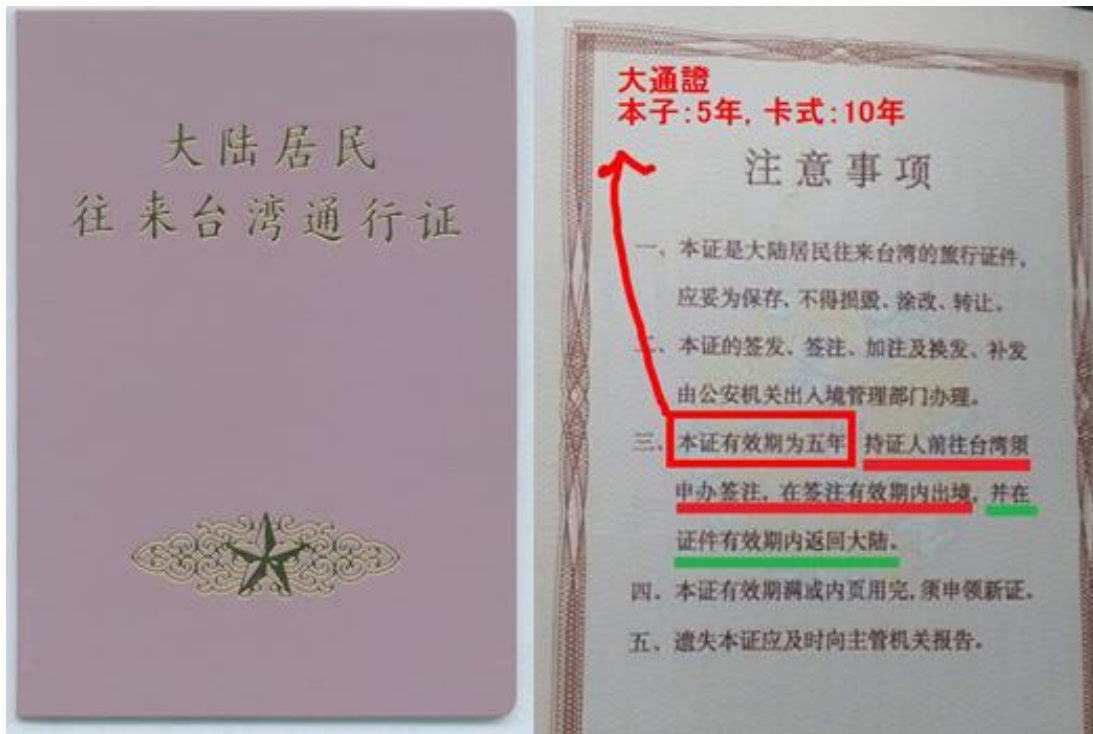 大陆居民
往来台湾通行证
大通證
本子:5年, 卡式:10年
注意事项
一、本证是大陆居民往来台湾的旅行证件,
应妥为保存、不得损毁、涂改、转让。
二、本证的签发、签注、加注及换发、补发
由公安机关出入境管理部门办理。
三、本证有效期为五年 持证人前往台湾须
申办签注, 在签注有效期内出境, 并在
证件有效期内返回大陆。
四、本证有效期满或内页用完, 须申领新证。
五、遗失本证应及时向主管机关报告。